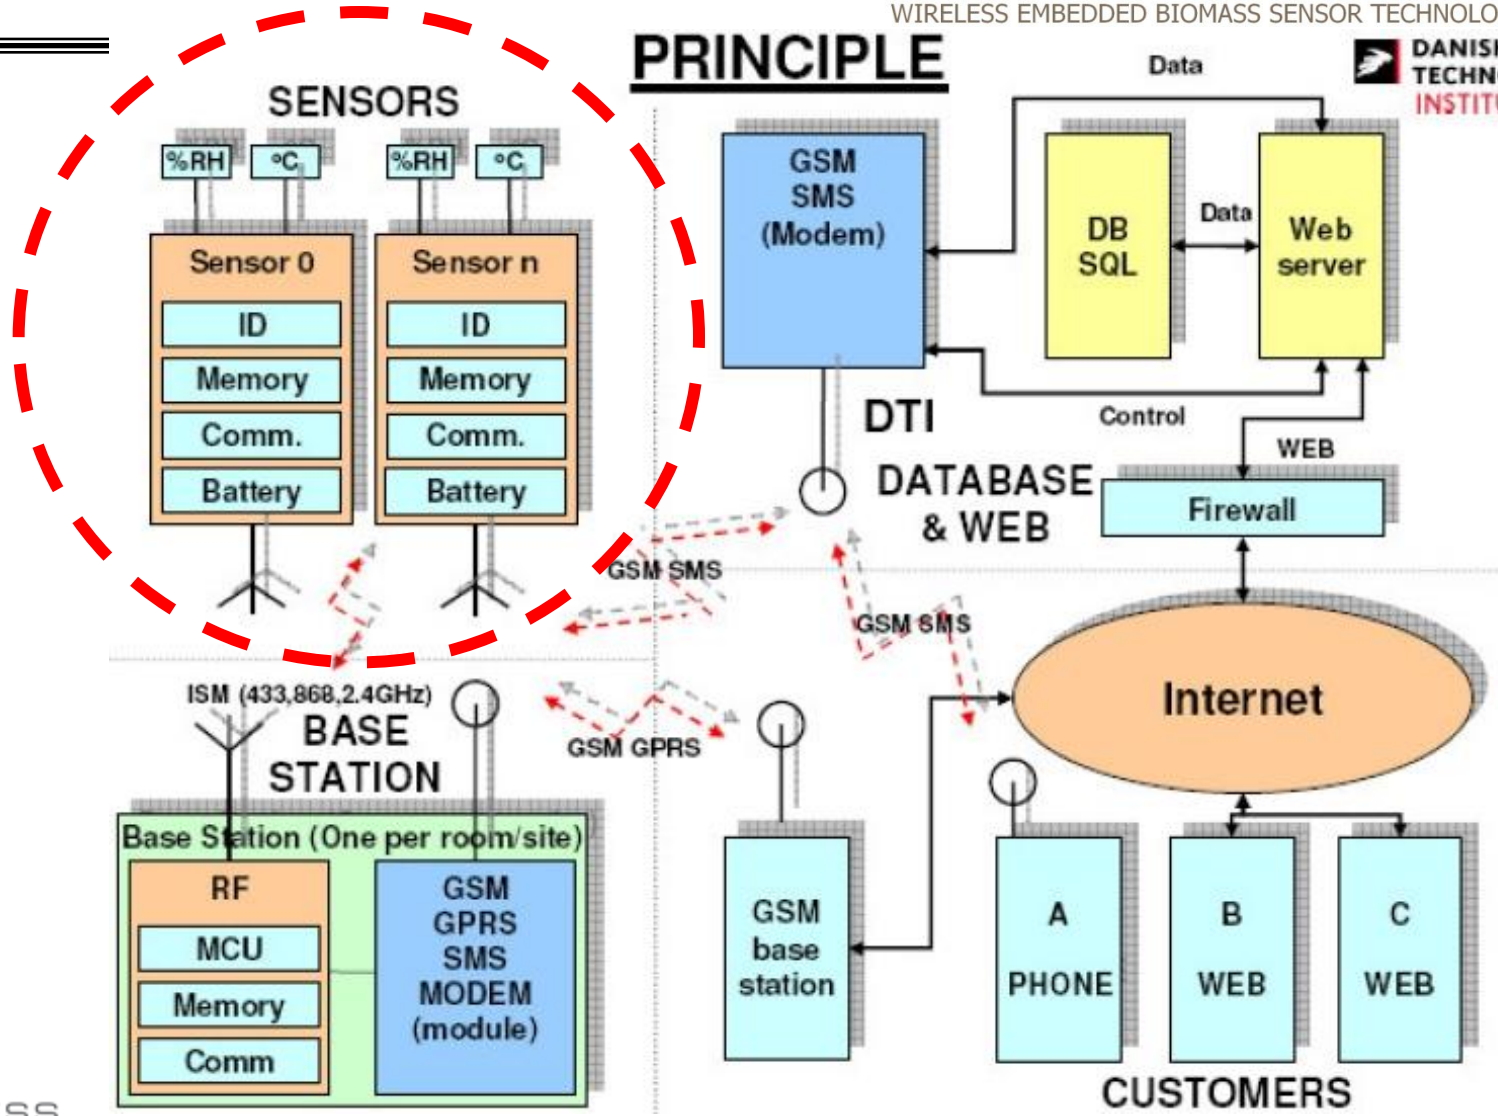 WIRELESS EMBEDDED BIOMASS SENSOR TECHNOLO
PRINCIPLE
DANIS
TECHN
INSTIT
SENSORS
%RH
°C
%RH
°C
Sensor 0
ID
Memory
Comm.
Battery
Sensor n
ID
Memory
Comm.
Battery
GSM
SMS
(Modem)
Data
DB
SQL
Data
Web
server
Control
WEB
DTI
DATABASE
& WEB
Firewall
GSM SMS
GSM SMS
ISM (433,868,2.4GHz)
BASE
STATION
GSM GPRS
Internet
Base Station (One per room/site)
RF
MCU
Memory
Comm
GSM
GPRS
SMS
MODEM
(module)
GSM
base
station
A
PHONE
B
WEB
C
WEB
CUSTOMERS